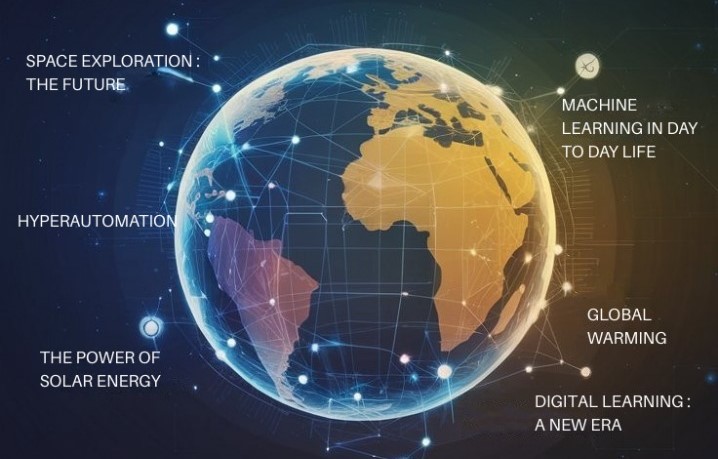 SPACE EXPLORATION :
THE FUTURE
MACHINE
LEARNING IN DAY
TO DAY LIFE
HYPERAUTOMATION
GLOBAL
WARMING
THE POWER OF
SOLAR ENERGY
DIGITAL LEARNING :
A NEW ERA